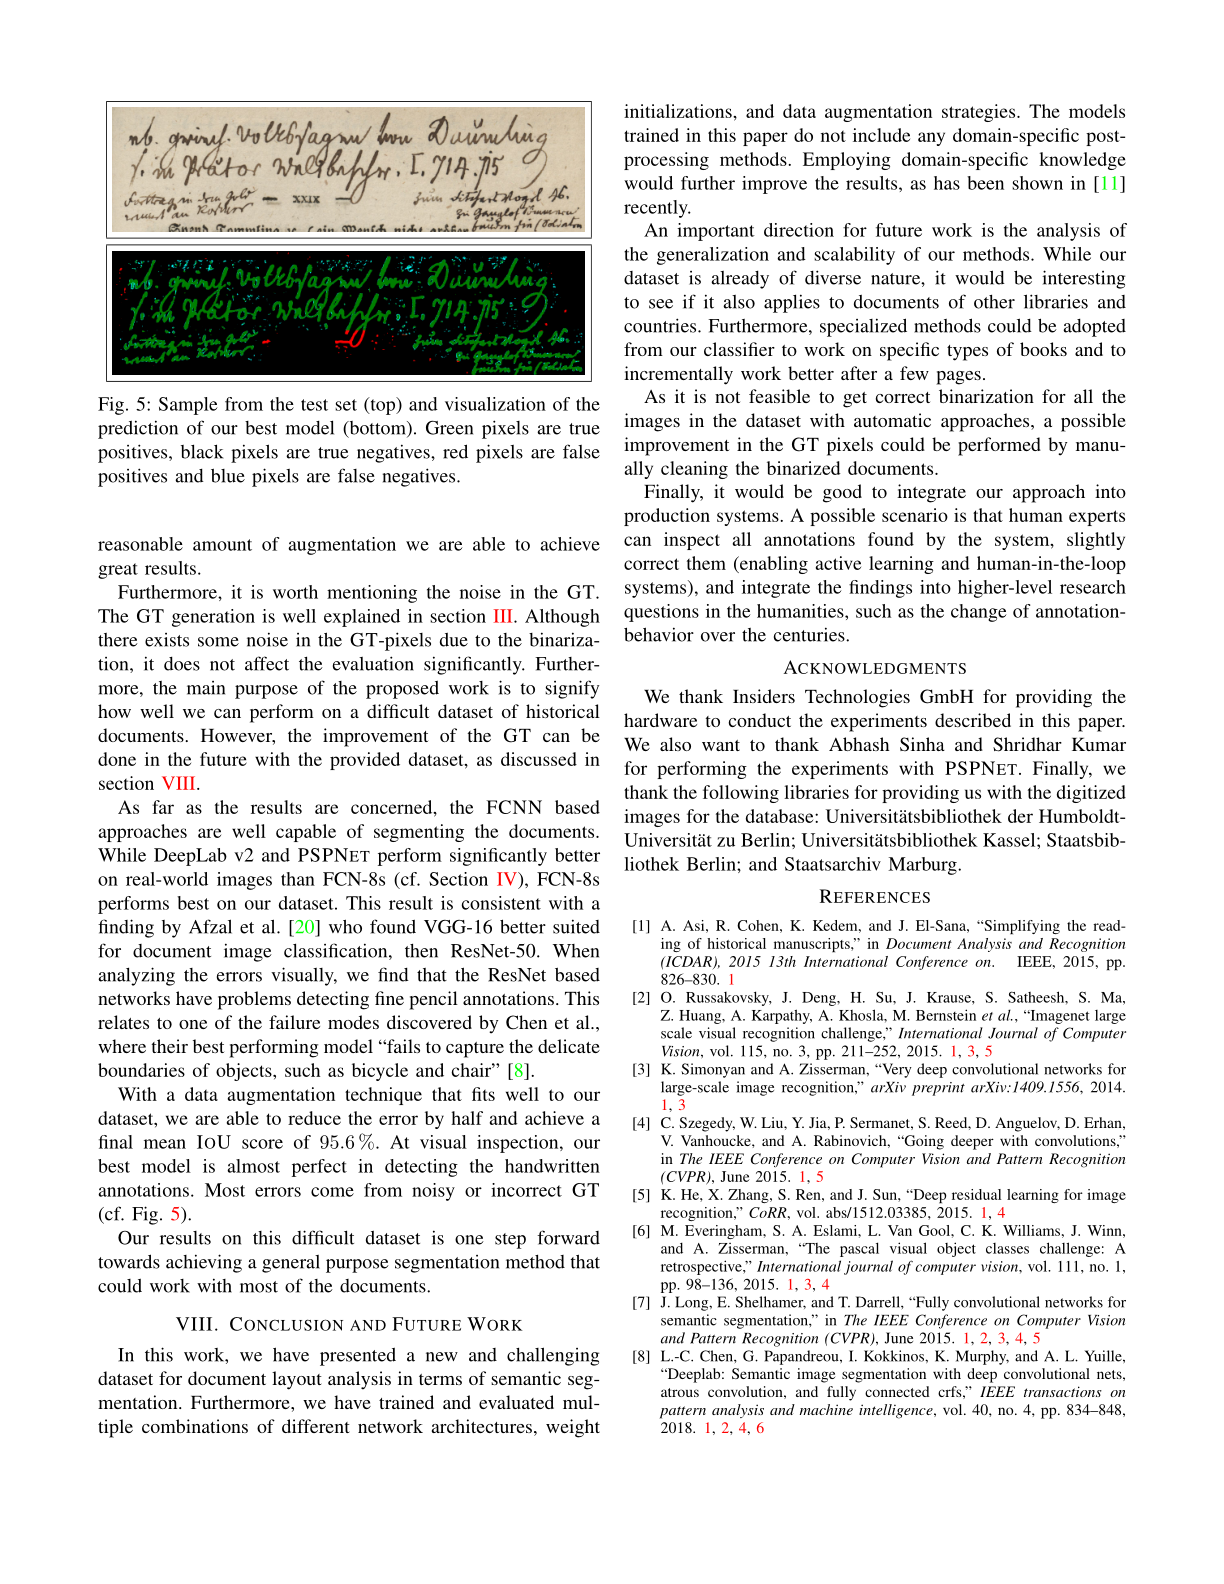 nb.
Daümling
I. 714. 715
— XXIX —
Fig. 5: Sample from the test set (top) and visualization of the
prediction of our best model (bottom). Green pixels are true
positives, black pixels are true negatives, red pixels are false
positives and blue pixels are false negatives.
reasonable amount of augmentation we are able to achieve
great results.
Furthermore, it is worth mentioning the noise in the GT.
The GT generation is well explained in section III. Although
there exists some noise in the GT-pixels due to the binariza-
tion, it does not affect the evaluation significantly. Further-
more, the main purpose of the proposed work is to signify
how well we can perform on a difficult dataset of historical
documents. However, the improvement of the GT can be
done in the future with the provided dataset, as discussed in
section VIII.
As far as the results are concerned, the FCNN based
approaches are well capable of segmenting the documents.
While DeepLab v2 and PSPNET perform significantly better
on real-world images than FCN-8s (cf. Section IV), FCN-8s
performs best on our dataset. This result is consistent with a
finding by Afzal et al. [20] who found VGG-16 better suited
for document image classification, then ResNet-50. When
analyzing the errors visually, we find that the ResNet based
networks have problems detecting fine pencil annotations. This
relates to one of the failure modes discovered by Chen et al.,
where their best performing model “fails to capture the delicate
boundaries of objects, such as bicycle and chair” [8].
With a data augmentation technique that fits well to our
dataset, we are able to reduce the error by half and achieve a
final mean IoU score of 95.6 %. At visual inspection, our
best model is almost perfect in detecting the handwritten
annotations. Most errors come from noisy or incorrect GT
(cf. Fig. 5).
Our results on this difficult dataset is one step forward
towards achieving a general purpose segmentation method that
could work with most of the documents.
VIII. CONCLUSION AND FUTURE WORK
In this work, we have presented a new and challenging
dataset for document layout analysis in terms of semantic seg-
mentation. Furthermore, we have trained and evaluated mul-
tiple combinations of different network architectures, weight
initializations, and data augmentation strategies. The models
trained in this paper do not include any domain-specific post-
processing methods. Employing domain-specific knowledge
would further improve the results, as has been shown in [11]
recently.
An important direction for future work is the analysis of
the generalization and scalability of our methods. While our
dataset is already of diverse nature, it would be interesting
to see if it also applies to documents of other libraries and
countries. Furthermore, specialized methods could be adopted
from our classifier to work on specific types of books and to
incrementally work better after a few pages.
As it is not feasible to get correct binarization for all the
images in the dataset with automatic approaches, a possible
improvement in the GT pixels could be performed by manu-
ally cleaning the binarized documents.
Finally, it would be good to integrate our approach into
production systems. A possible scenario is that human experts
can inspect all annotations found by the system, slightly
correct them (enabling active learning and human-in-the-loop
systems), and integrate the findings into higher-level research
questions in the humanities, such as the change of annotation-
behavior over the centuries.
ACKNOWLEDGMENTS
We thank Insiders Technologies GmbH for providing the
hardware to conduct the experiments described in this paper.
We also want to thank Abhash Sinha and Shridhar Kumar
for performing the experiments with PSPNET. Finally, we
thank the following libraries for providing us with the digitized
images for the database: Universitätsbibliothek der Humboldt-
Universität zu Berlin; Universitätsbibliothek Kassel; Staatsbib-
liothek Berlin; and Staatsarchiv Marburg.
REFERENCES
[1] A. Asi, R. Cohen, K. Kedem, and J. El-Sana, “Simplifying the read-
ing of historical manuscripts,” in Document Analysis and Recognition
(ICDAR), 2015 13th International Conference on. IEEE, 2015, pp.
826–830. 1
[2] O. Russakovsky, J. Deng, H. Su, J. Krause, S. Satheesh, S. Ma,
Z. Huang, A. Karpathy, A. Khosla, M. Bernstein et al., “Imagenet large
scale visual recognition challenge,” International Journal of Computer
Vision, vol. 115, no. 3, pp. 211–252, 2015. 1, 3, 5
[3] K. Simonyan and A. Zisserman, “Very deep convolutional networks for
large-scale image recognition,” arXiv preprint arXiv:1409.1556, 2014.
1, 3
[4] C. Szegedy, W. Liu, Y. Jia, P. Sermanet, S. Reed, D. Anguelov, D. Erhan,
V. Vanhoucke, and A. Rabinovich, “Going deeper with convolutions,”
in The IEEE Conference on Computer Vision and Pattern Recognition
(CVPR), June 2015. 1, 5
[5] K. He, X. Zhang, S. Ren, and J. Sun, “Deep residual learning for image
recognition,” CoRR, vol. abs/1512.03385, 2015. 1, 4
[6] M. Everingham, S. A. Eslami, L. Van Gool, C. K. Williams, J. Winn,
and A. Zisserman, “The pascal visual object classes challenge: A
retrospective,” International journal of computer vision, vol. 111, no. 1,
pp. 98–136, 2015. 1, 3, 4
[7] J. Long, E. Shelhamer, and T. Darrell, “Fully convolutional networks for
semantic segmentation,” in The IEEE Conference on Computer Vision
and Pattern Recognition (CVPR), June 2015. 1, 2, 3, 4, 5
[8] L.-C. Chen, G. Papandreou, I. Kokkinos, K. Murphy, and A. L. Yuille,
“Deeplab: Semantic image segmentation with deep convolutional nets,
atrous convolution, and fully connected crfs,” IEEE transactions on
pattern analysis and machine intelligence, vol. 40, no. 4, pp. 834–848,
2018. 1, 2, 4, 6